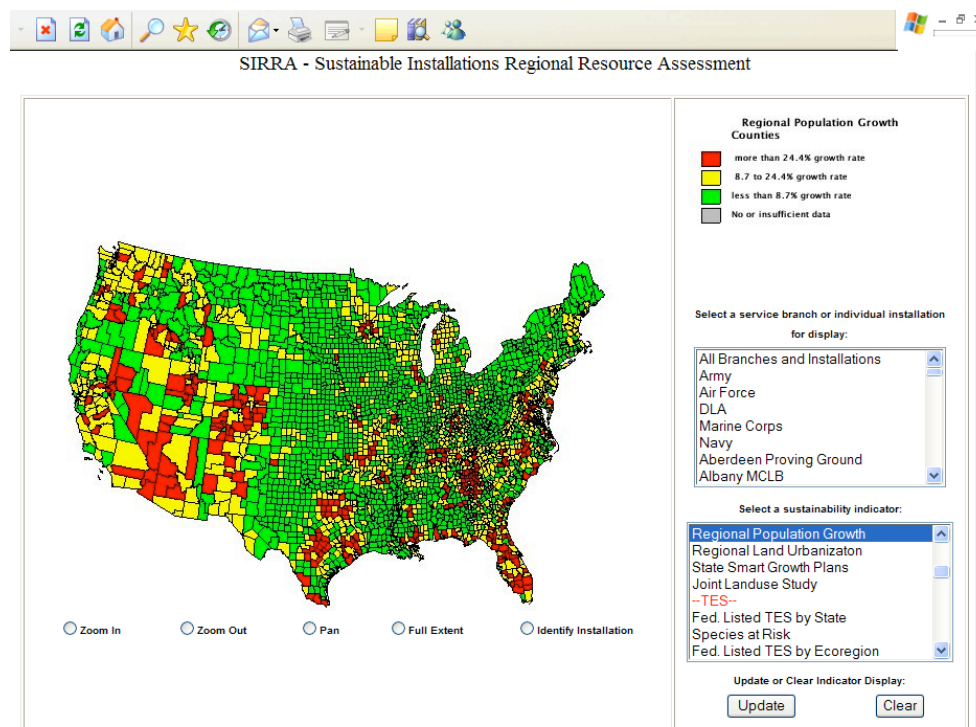 SIRRA - Sustainable Installations Regional Resource Assessment
Regional Population Growth
Counties
more than 24.4% growth rate
8.7 to 24.4% growth rate
less than 8.7% growth rate
No or insufficient data
Select a service branch or individual installation
for display:
All Branches and Installations
Army
Air Force
DLA
Marine Corps
Navy
Aberdeen Proving Ground
Albany MCLB
Select a sustainability indicator:
Regional Population Growth
Regional Land Urbanizaton
State Smart Growth Plans
Joint Landuse Study
--TES--
Fed. Listed TES by State
Species at Risk
Fed. Listed TES by Ecoregion
Zoom In
Zoom Out
Pan
Full Extent
Identify Installation
Update or Clear Indicator Display:
Update
Clear